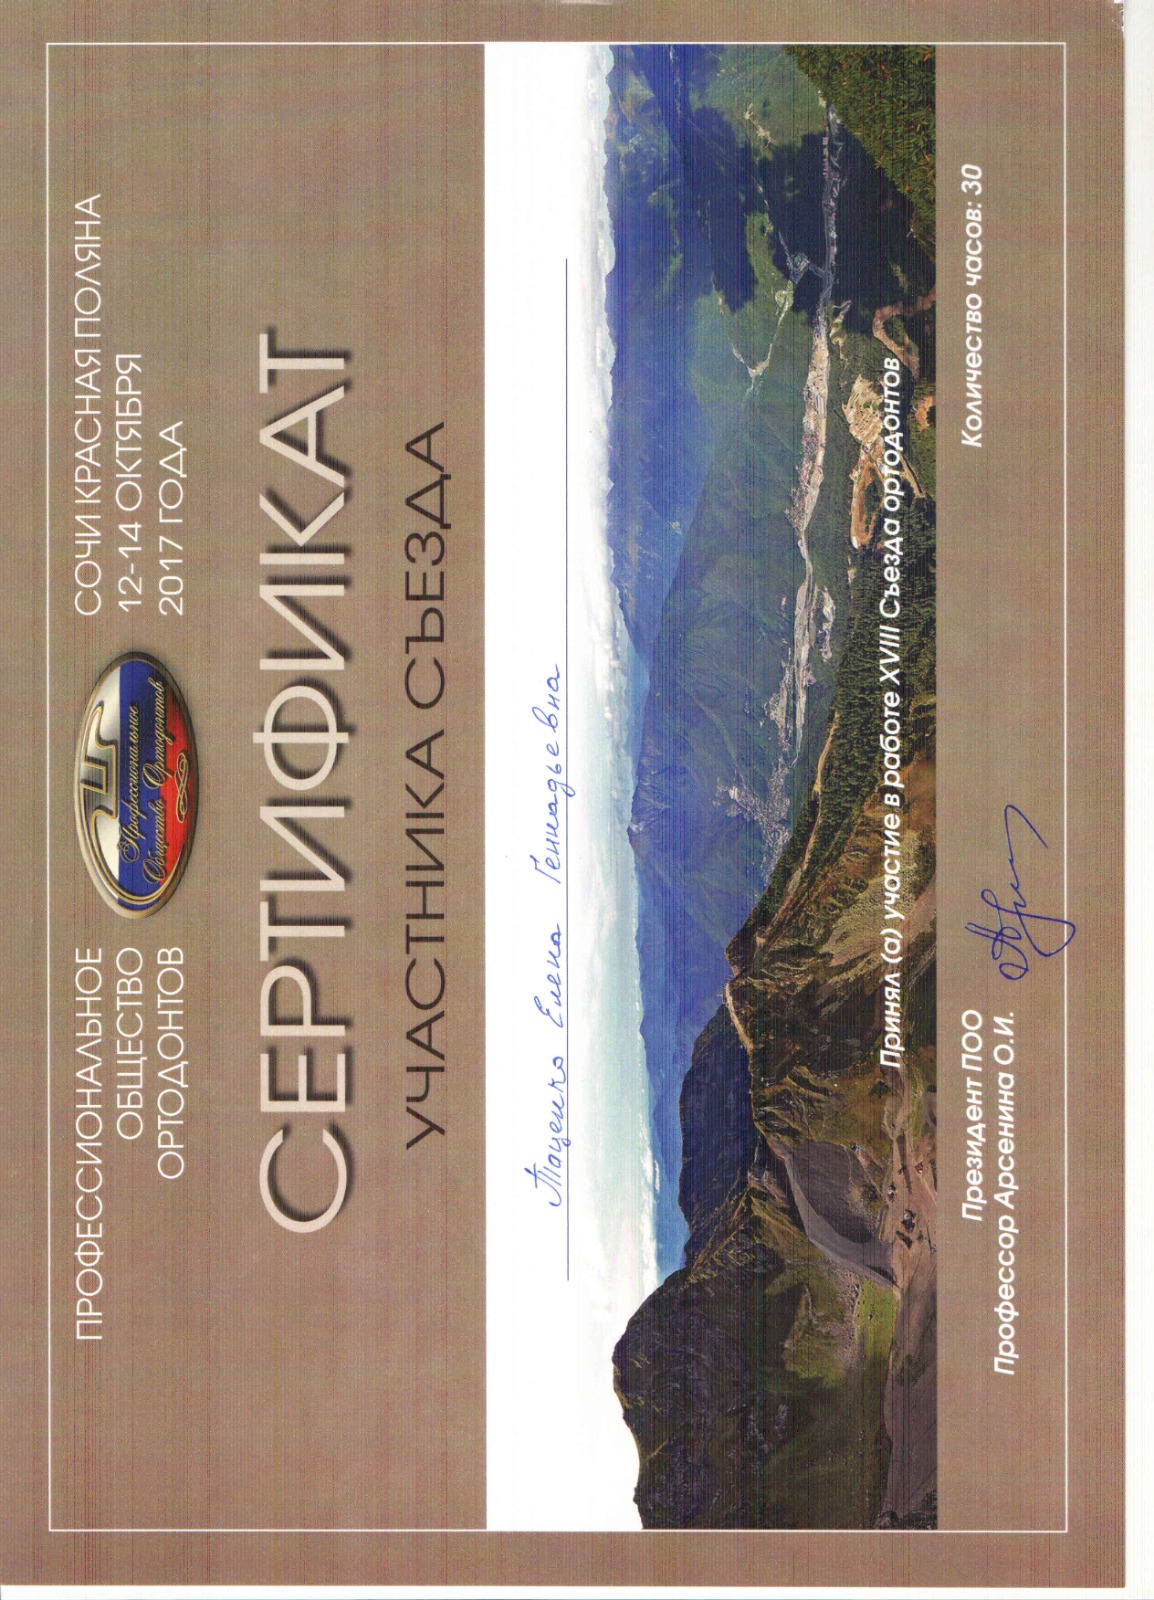 ПРОФЕССИОНАЛЬНОЕ
ОБЩЕСТВО
ОРТОДОНТОВ
Профессиональное
Общество Ортодонтов
СОЧИ КРАСНАЯ ПОЛЯНА
12-14 ОКТЯБРЯ
2017 ГОДА
СЕРТИФИКАТ
УЧАСТНИКА СЪЕЗДА
Таценко Елена Геннадьевна
Принял (а) участие в работе XVIII Съезда ортодонтов
Президент ПОО
Профессор Арсенина О.И.
Количество часов: 30